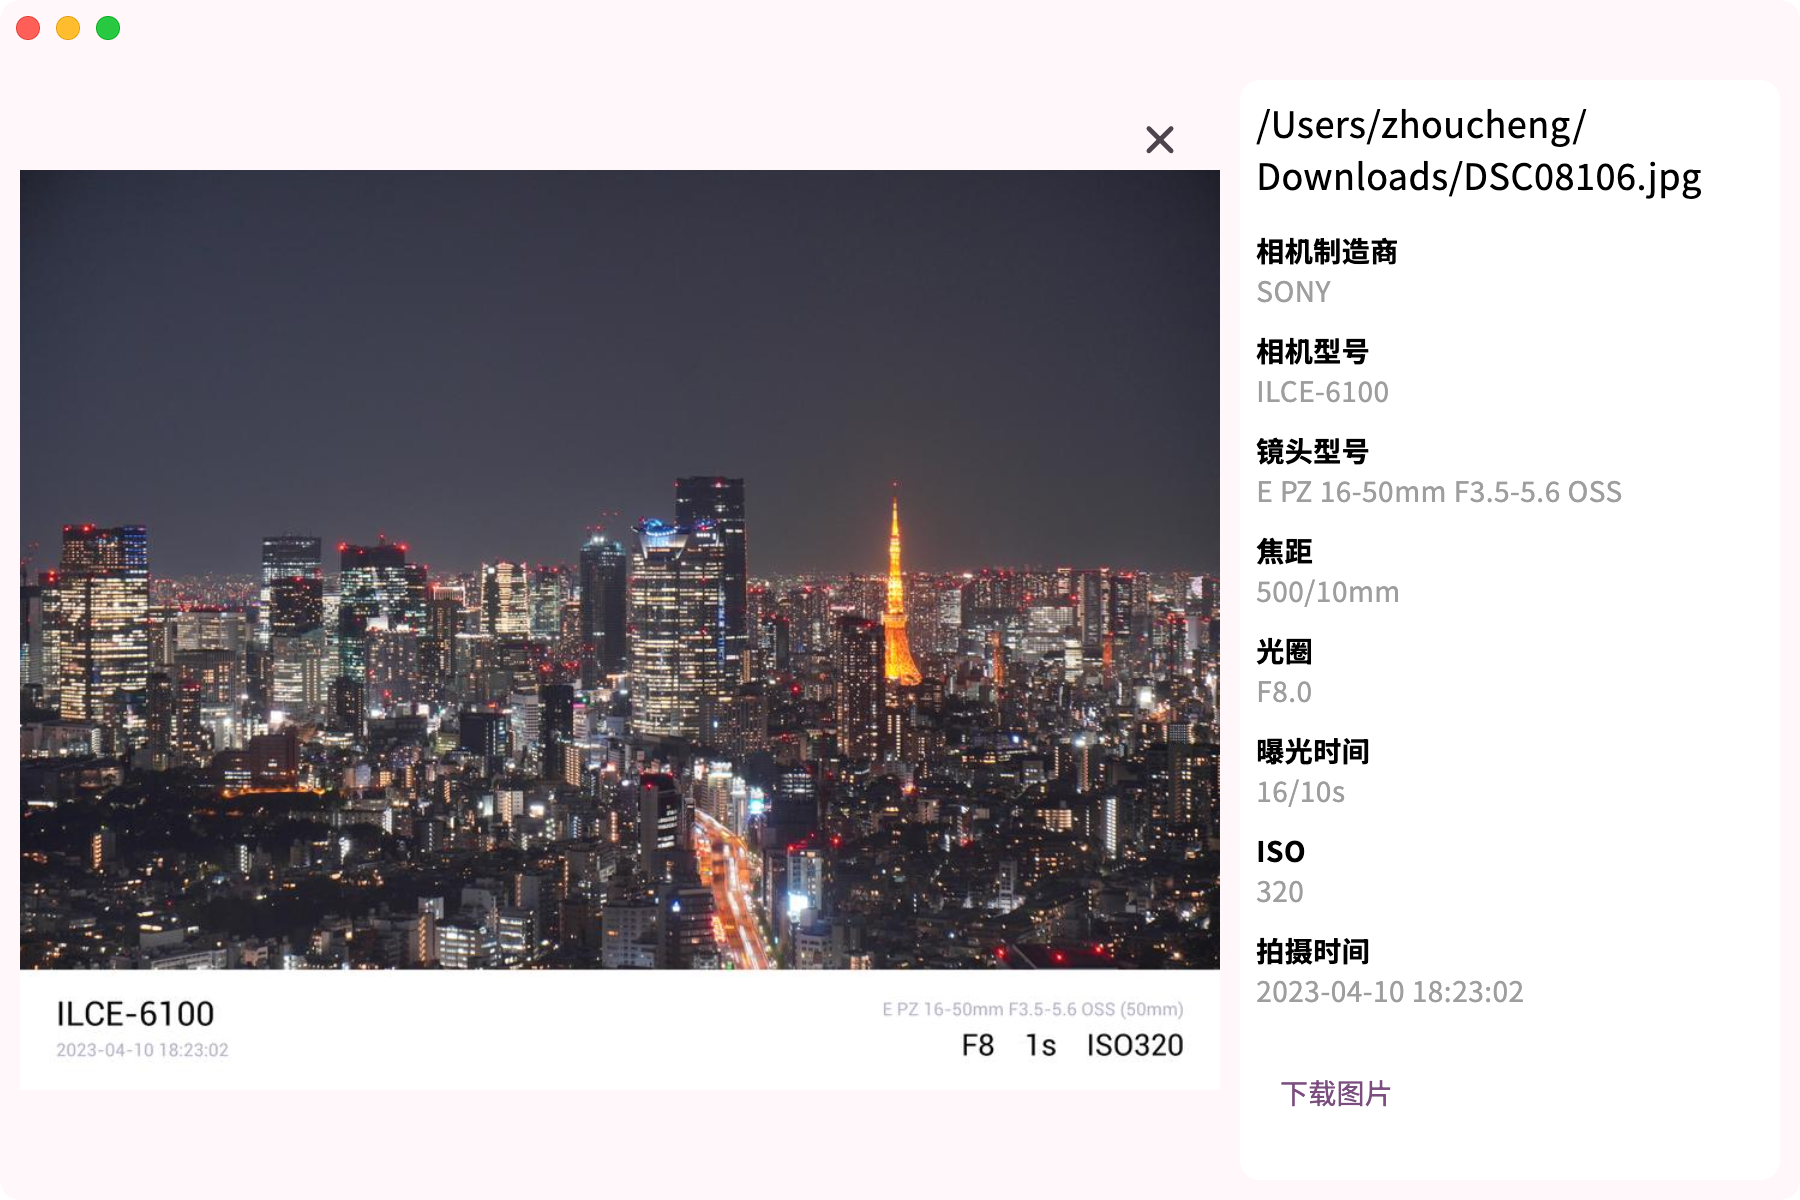 /Users/zhoucheng/
Downloads/DSC08106.jpg
相机制造商
SONY
相机型号
ILCE-6100
镜头型号
E PZ 16-50mm F3.5-5.6 OSS
焦距
500/10mm
光圈
F8.0
曝光时间
16/10s
ISO
320
拍摄时间
2023-04-10 18:23:02
下载图片
ILCE-6100
2023-04-10 18:23:02
E PZ 16-50mm F3.5-5.6 OSS (50mm)
F8 1s ISO320